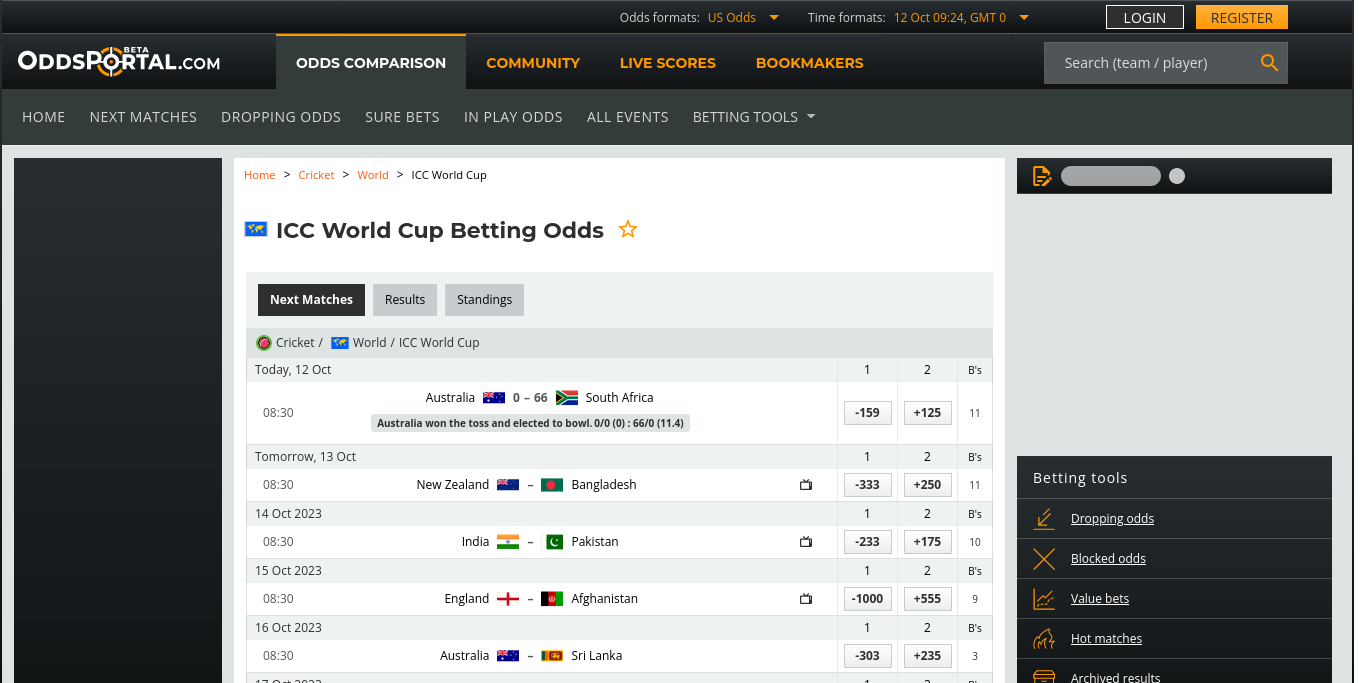 Odds formats: US Odds Time formats: 12 Oct 09:24, GMT 0 LOGIN REGISTER
ODDSPORTAL.COM BETA ODDS COMPARISON COMMUNITY LIVE SCORES BOOKMAKERS Search (team / player)
HOME NEXT MATCHES DROPPING ODDS SURE BETS IN PLAY ODDS ALL EVENTS BETTING TOOLS
Home > Cricket > World > ICC World Cup
ICC World Cup Betting Odds
Next Matches Results Standings
Cricket / World / ICC World Cup
Today, 12 Oct 1 2 B's
Australia 0 – 66 South Africa
08:30 -159 +125 11
Australia won the toss and elected to bowl. 0/0 (0) : 66/0 (11.4)
Tomorrow, 13 Oct 1 2 B's
08:30 New Zealand – Bangladesh -333 +250 11
14 Oct 2023 1 2 B's
08:30 India – Pakistan -233 +175 10
15 Oct 2023 1 2 B's
08:30 England – Afghanistan -1000 +555 9
16 Oct 2023 1 2 B's
08:30 Australia – Sri Lanka -303 +235 3
17 Oct 2023 1 2 B's
Betting tools
Dropping odds
Blocked odds
Value bets
Hot matches
Archived results